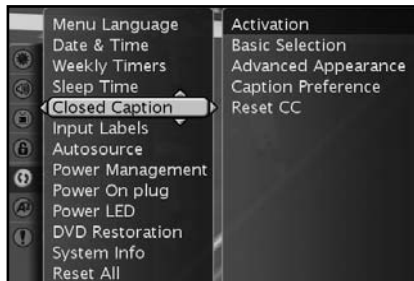 Menu Language
Date & Time
Weekly Timers
Sleep Time
Closed Caption
Input Labels
Autosource
Power Management
Power On plug
Power LED
DVD Restoration
System Info
Reset All
Activation
Basic Selection
Advanced Appearance
Caption Preference
Reset CC